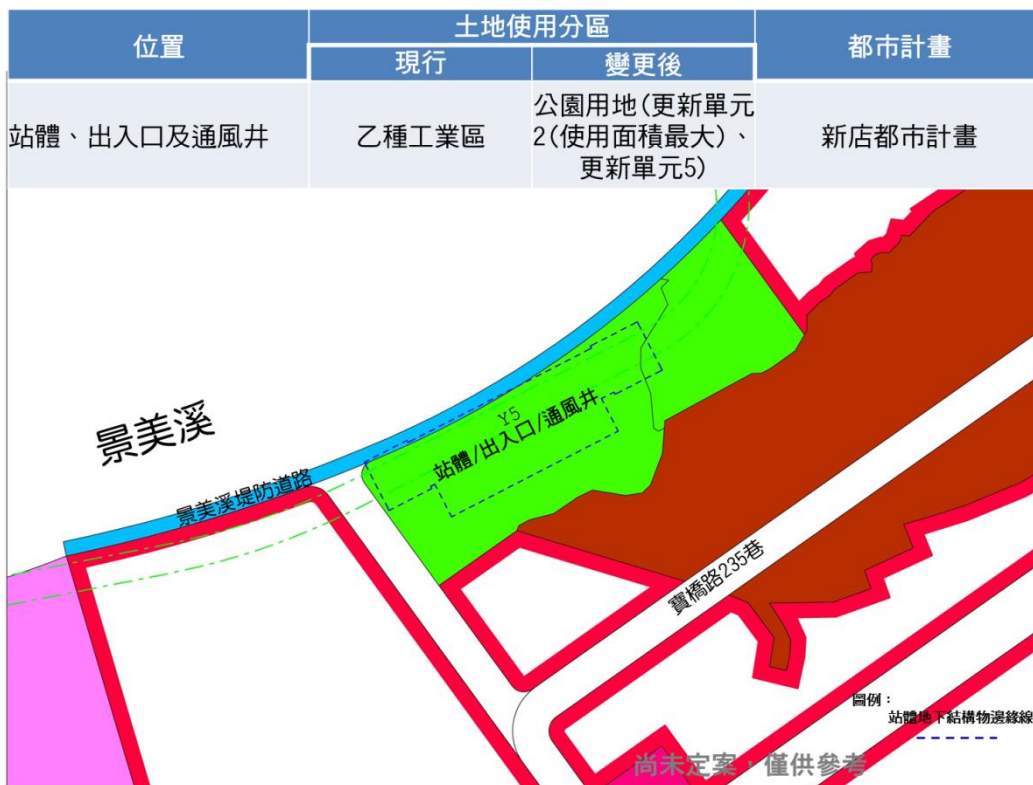 位置
土地使用分區
都市計畫
現行
變更後
站體、出入口及通風井
乙種工業區
公園用地(更新單元
2(使用面積最大)、
更新單元5)
新店都市計畫
景美溪
Y5
站體/出入口/通風井
景美溪堤防道路
寶橋路235巷
圖例：
站體地下結構物邊緣線
尚未定案，僅供參考